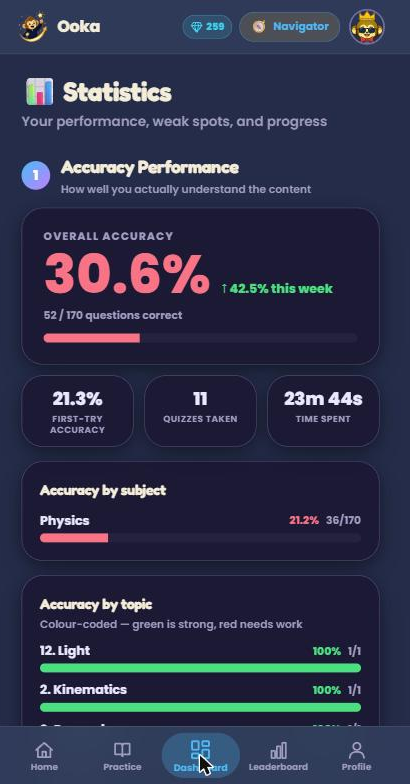 Ooka
259
Navigator
Statistics
Your performance, weak spots, and progress
1
Accuracy Performance
How well you actually understand the content
OVERALL ACCURACY
30.6% ↑ 42.5% this week
52 / 170 questions correct
21.3%
FIRST-TRY
ACCURACY
11
QUIZZES TAKEN
23m 44s
TIME SPENT
Accuracy by subject
Physics 21.2% 36/170
Accuracy by topic
Colour-coded — green is strong, red needs work
12. Light 100% 1/1
2. Kinematics 100% 1/1
Home
Practice
Dashboard
Leaderboard
Profile